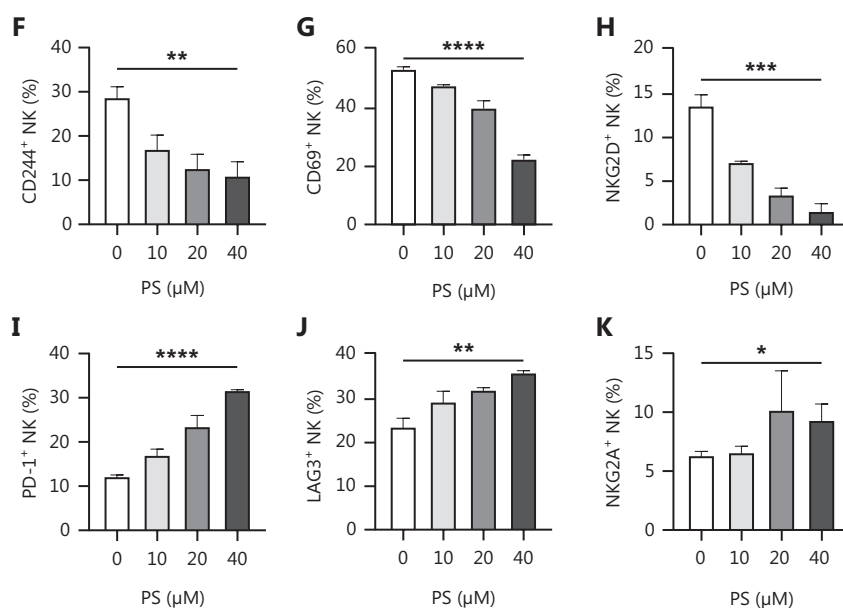 F
CD244⁺ NK (%)
40
30
20
10
0
**
0 10 20 40
PS (μM)
G
CD69⁺ NK (%)
60
40
20
0
****
0 10 20 40
PS (μM)
H
NKG2D⁺ NK (%)
20
15
10
5
0
***
0 10 20 40
PS (μM)
I
PD-1⁺ NK (%)
40
30
20
10
0
****
0 10 20 40
PS (μM)
J
LAG3⁺ NK (%)
40
30
20
10
0
**
0 10 20 40
PS (μM)
K
NKG2A⁺ NK (%)
15
10
5
0
*
0 10 20 40
PS (μM)